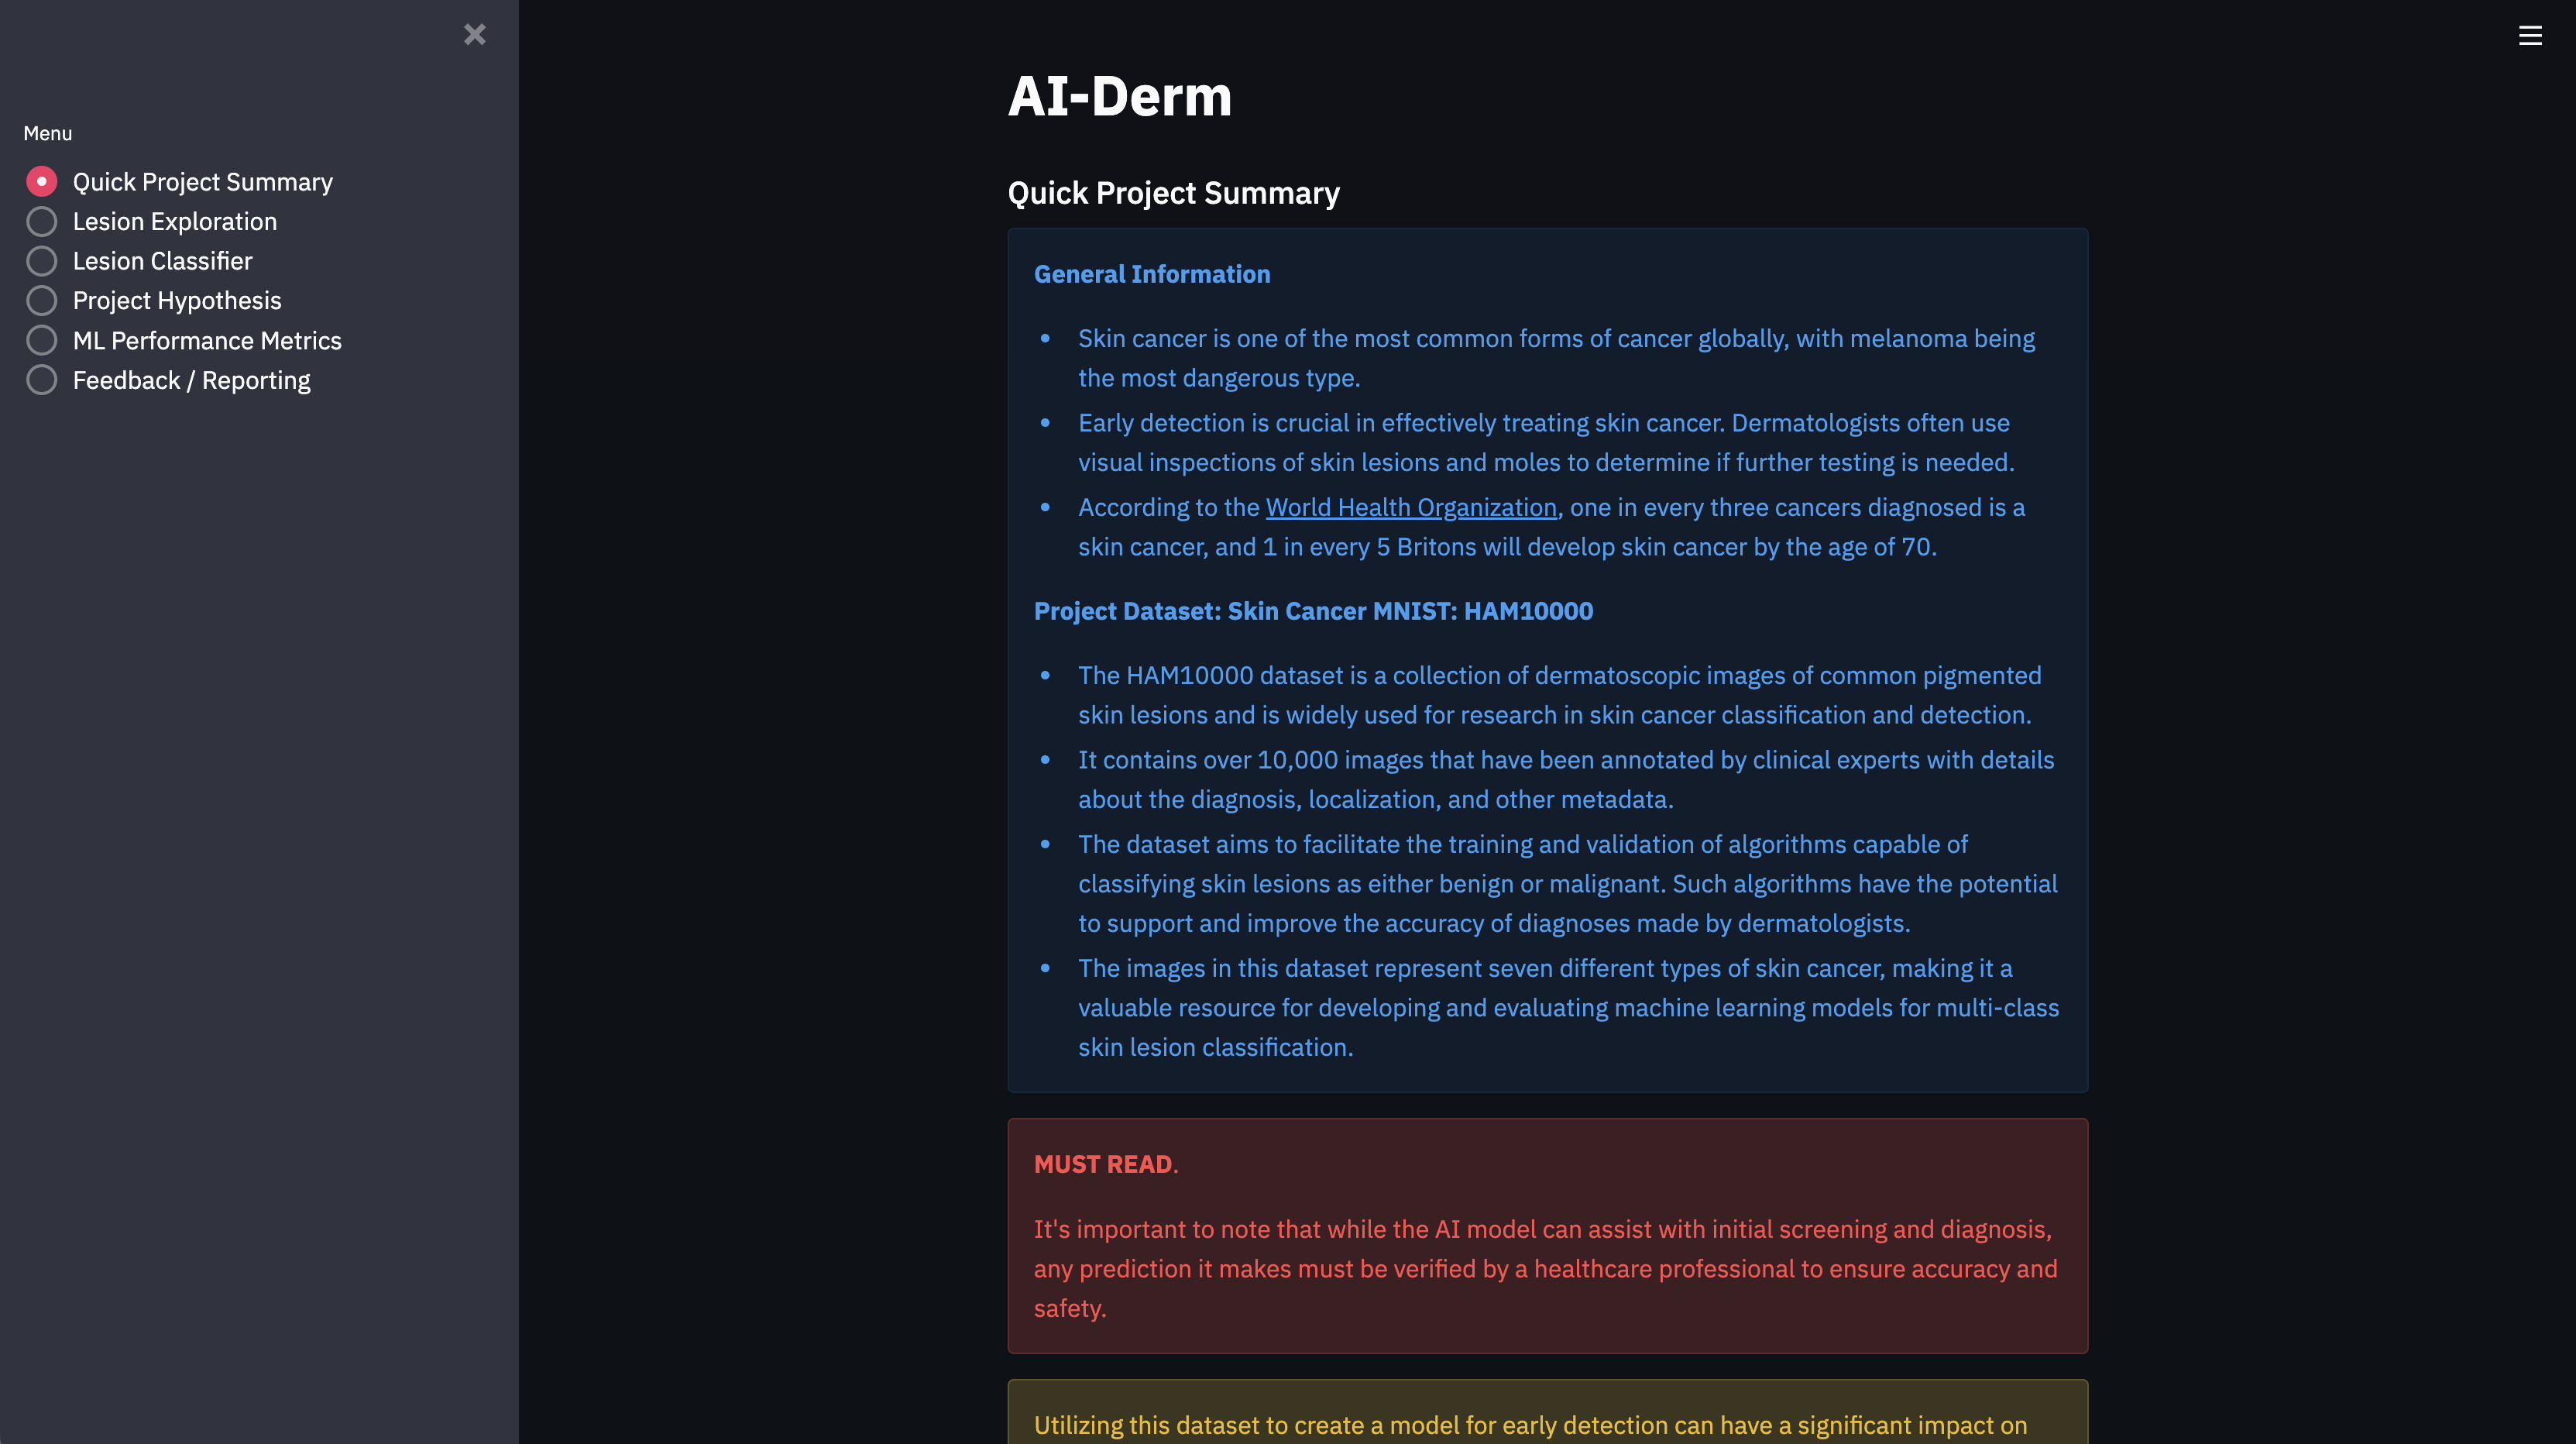 Menu
Quick Project Summary
Lesion Exploration
Lesion Classifier
Project Hypothesis
ML Performance Metrics
Feedback / Reporting
AI-Derm
Quick Project Summary
General Information
• Skin cancer is one of the most common forms of cancer globally, with melanoma being
the most dangerous type.
• Early detection is crucial in effectively treating skin cancer. Dermatologists often use
visual inspections of skin lesions and moles to determine if further testing is needed.
• According to the World Health Organization, one in every three cancers diagnosed is a
skin cancer, and 1 in every 5 Britons will develop skin cancer by the age of 70.
Project Dataset: Skin Cancer MNIST: HAM10000
• The HAM10000 dataset is a collection of dermatoscopic images of common pigmented
skin lesions and is widely used for research in skin cancer classification and detection.
• It contains over 10,000 images that have been annotated by clinical experts with details
about the diagnosis, localization, and other metadata.
• The dataset aims to facilitate the training and validation of algorithms capable of
classifying skin lesions as either benign or malignant. Such algorithms have the potential
to support and improve the accuracy of diagnoses made by dermatologists.
• The images in this dataset represent seven different types of skin cancer, making it a
valuable resource for developing and evaluating machine learning models for multi-class
skin lesion classification.
MUST READ.
It's important to note that while the AI model can assist with initial screening and diagnosis,
any prediction it makes must be verified by a healthcare professional to ensure accuracy and
safety.
Utilizing this dataset to create a model for early detection can have a significant impact on